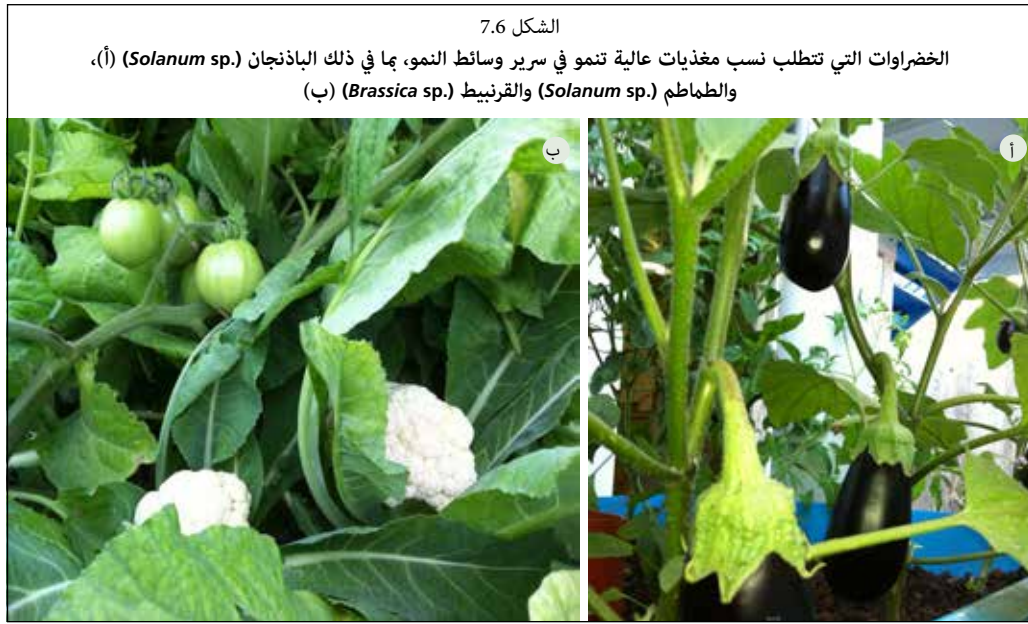 الشكل 7.6
الخضراوات التي تتطلب نسب مغذيات عالية تنمو في سرير وسائط النمو، بما في ذلك الباذنجان (Solanum sp.) (أ)،
والطماطم (Solanum sp.) والقرنبيط (Brassica sp.) (ب)
أ
ب